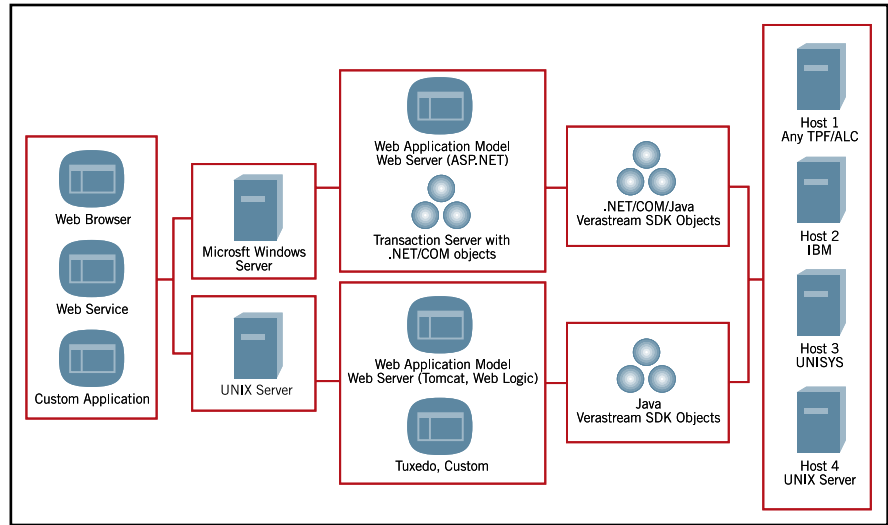 Web Browser
Web Service
Custom Application
Microsft Windows
Server
UNIX Server
Web Application Model
Web Server (ASP.NET)
Transaction Server with
.NET/COM objects
Web Application Model
Web Server (Tomcat, Web Logic)
Tuxedo, Custom
.NET/COM/Java
Verastream SDK Objects
Java
Verastream SDK Objects
Host 1
Any TPF/ALC
Host 2
IBM
Host 3
UNISYS
Host 4
UNIX Server